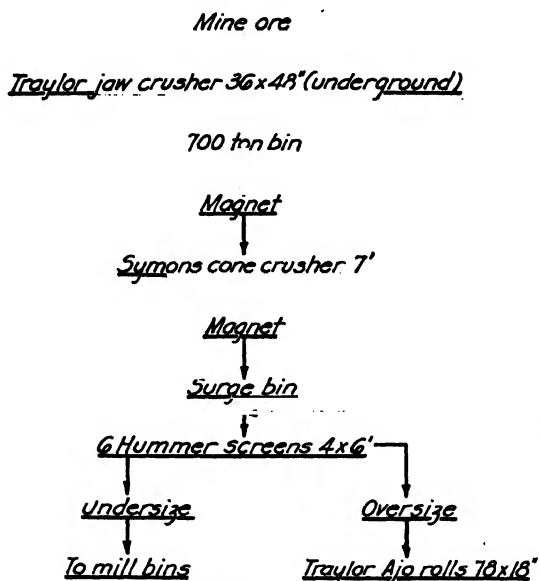 Mine ore
Traylor jaw crusher 36x48" (underground)
700 ton bin
Magnet
Symons cone crusher 7'
Magnet
Surge bin
6 Hummer screens 4x6'
Undersize
Oversize
To mill bins
Traylor Ajo rolls 78x18"